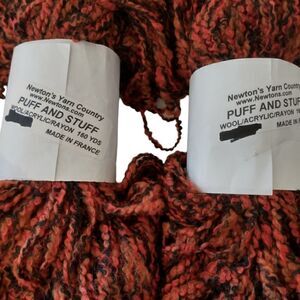 Newton's Yarn Country
www.Newtons.com
PUFF AND STUFF
WOOL/ACRYLIC/RAYON 160 YDS
MADE IN FRANCE
Newton's Yarn Country
www.Newtons.com
PUFF AND STUFF
WOOL/ACRYLIC/RAYON 1
MADE IN